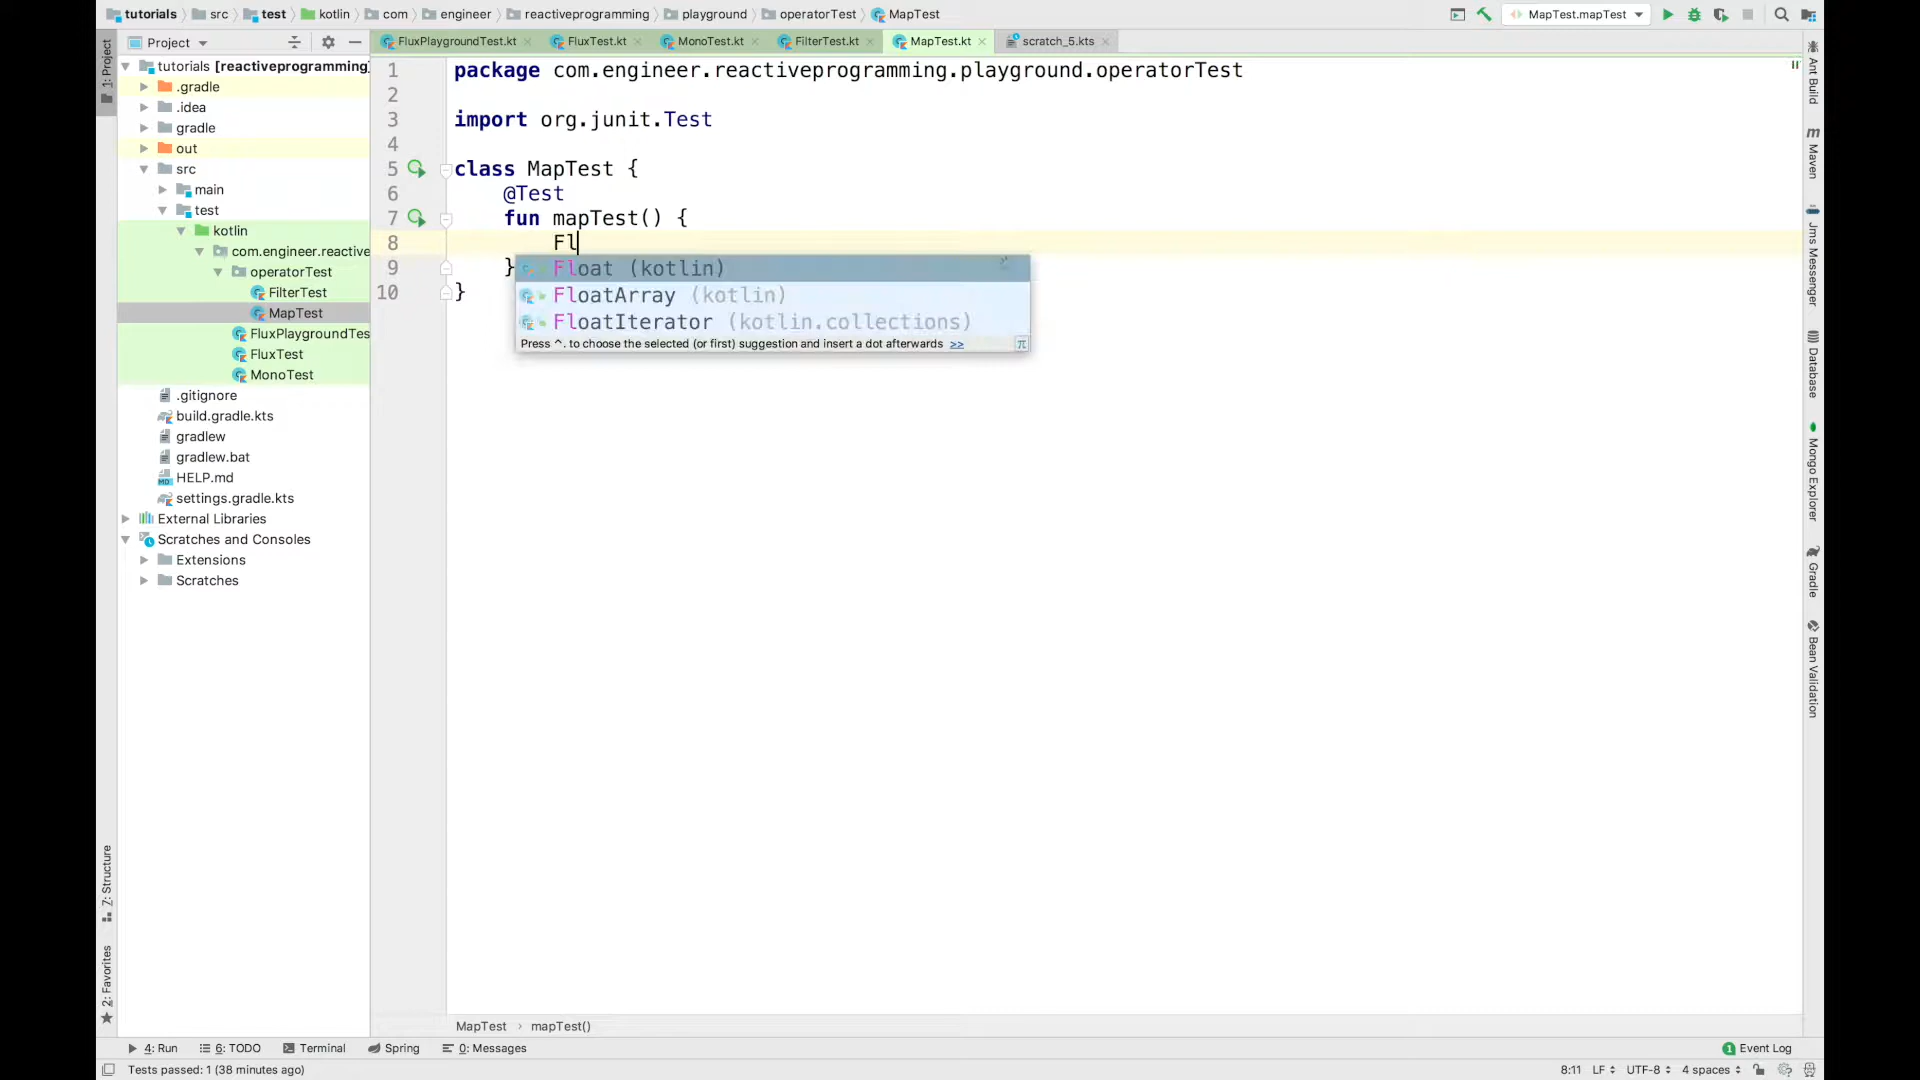 tutorials src test kotlin com engineer reactiveprogramming playground operatorTest MapTest
MapTest.mapTest
Project
FluxPlaygroundTest.kt FluxTest.kt MonoTest.kt FilterTest.kt MapTest.kt scratch_5.kts
1: Project
tutorials [reactiveprogramming]
.gradle
.idea
gradle
out
src
main
test
kotlin
com.engineer.reactive
operatorTest
FilterTest
MapTest
FluxPlaygroundTes
FluxTest
MonoTest
.gitignore
build.gradle.kts
gradlew
gradlew.bat
HELP.md
settings.gradle.kts
External Libraries
Scratches and Consoles
Extensions
Scratches
1 package com.engineer.reactiveprogramming.playground.operatorTest
2
3 import org.junit.Test
4
5 class MapTest {
6 @Test
7 fun mapTest() {
8 Fl
9 }
10 }
Float (kotlin)
FloatArray (kotlin)
FloatIterator (kotlin.collections)
Press ^. to choose the selected (or first) suggestion and insert a dot afterwards >> π
Ant Build
m Maven
Jms Messenger
Database
Mongo Explorer
Gradle
Bean Validation
Z: Structure
2: Favorites
MapTest › mapTest()
4: Run 6: TODO Terminal Spring 0: Messages
1 Event Log
Tests passed: 1 (38 minutes ago)
8:11 LF UTF-8 4 spaces